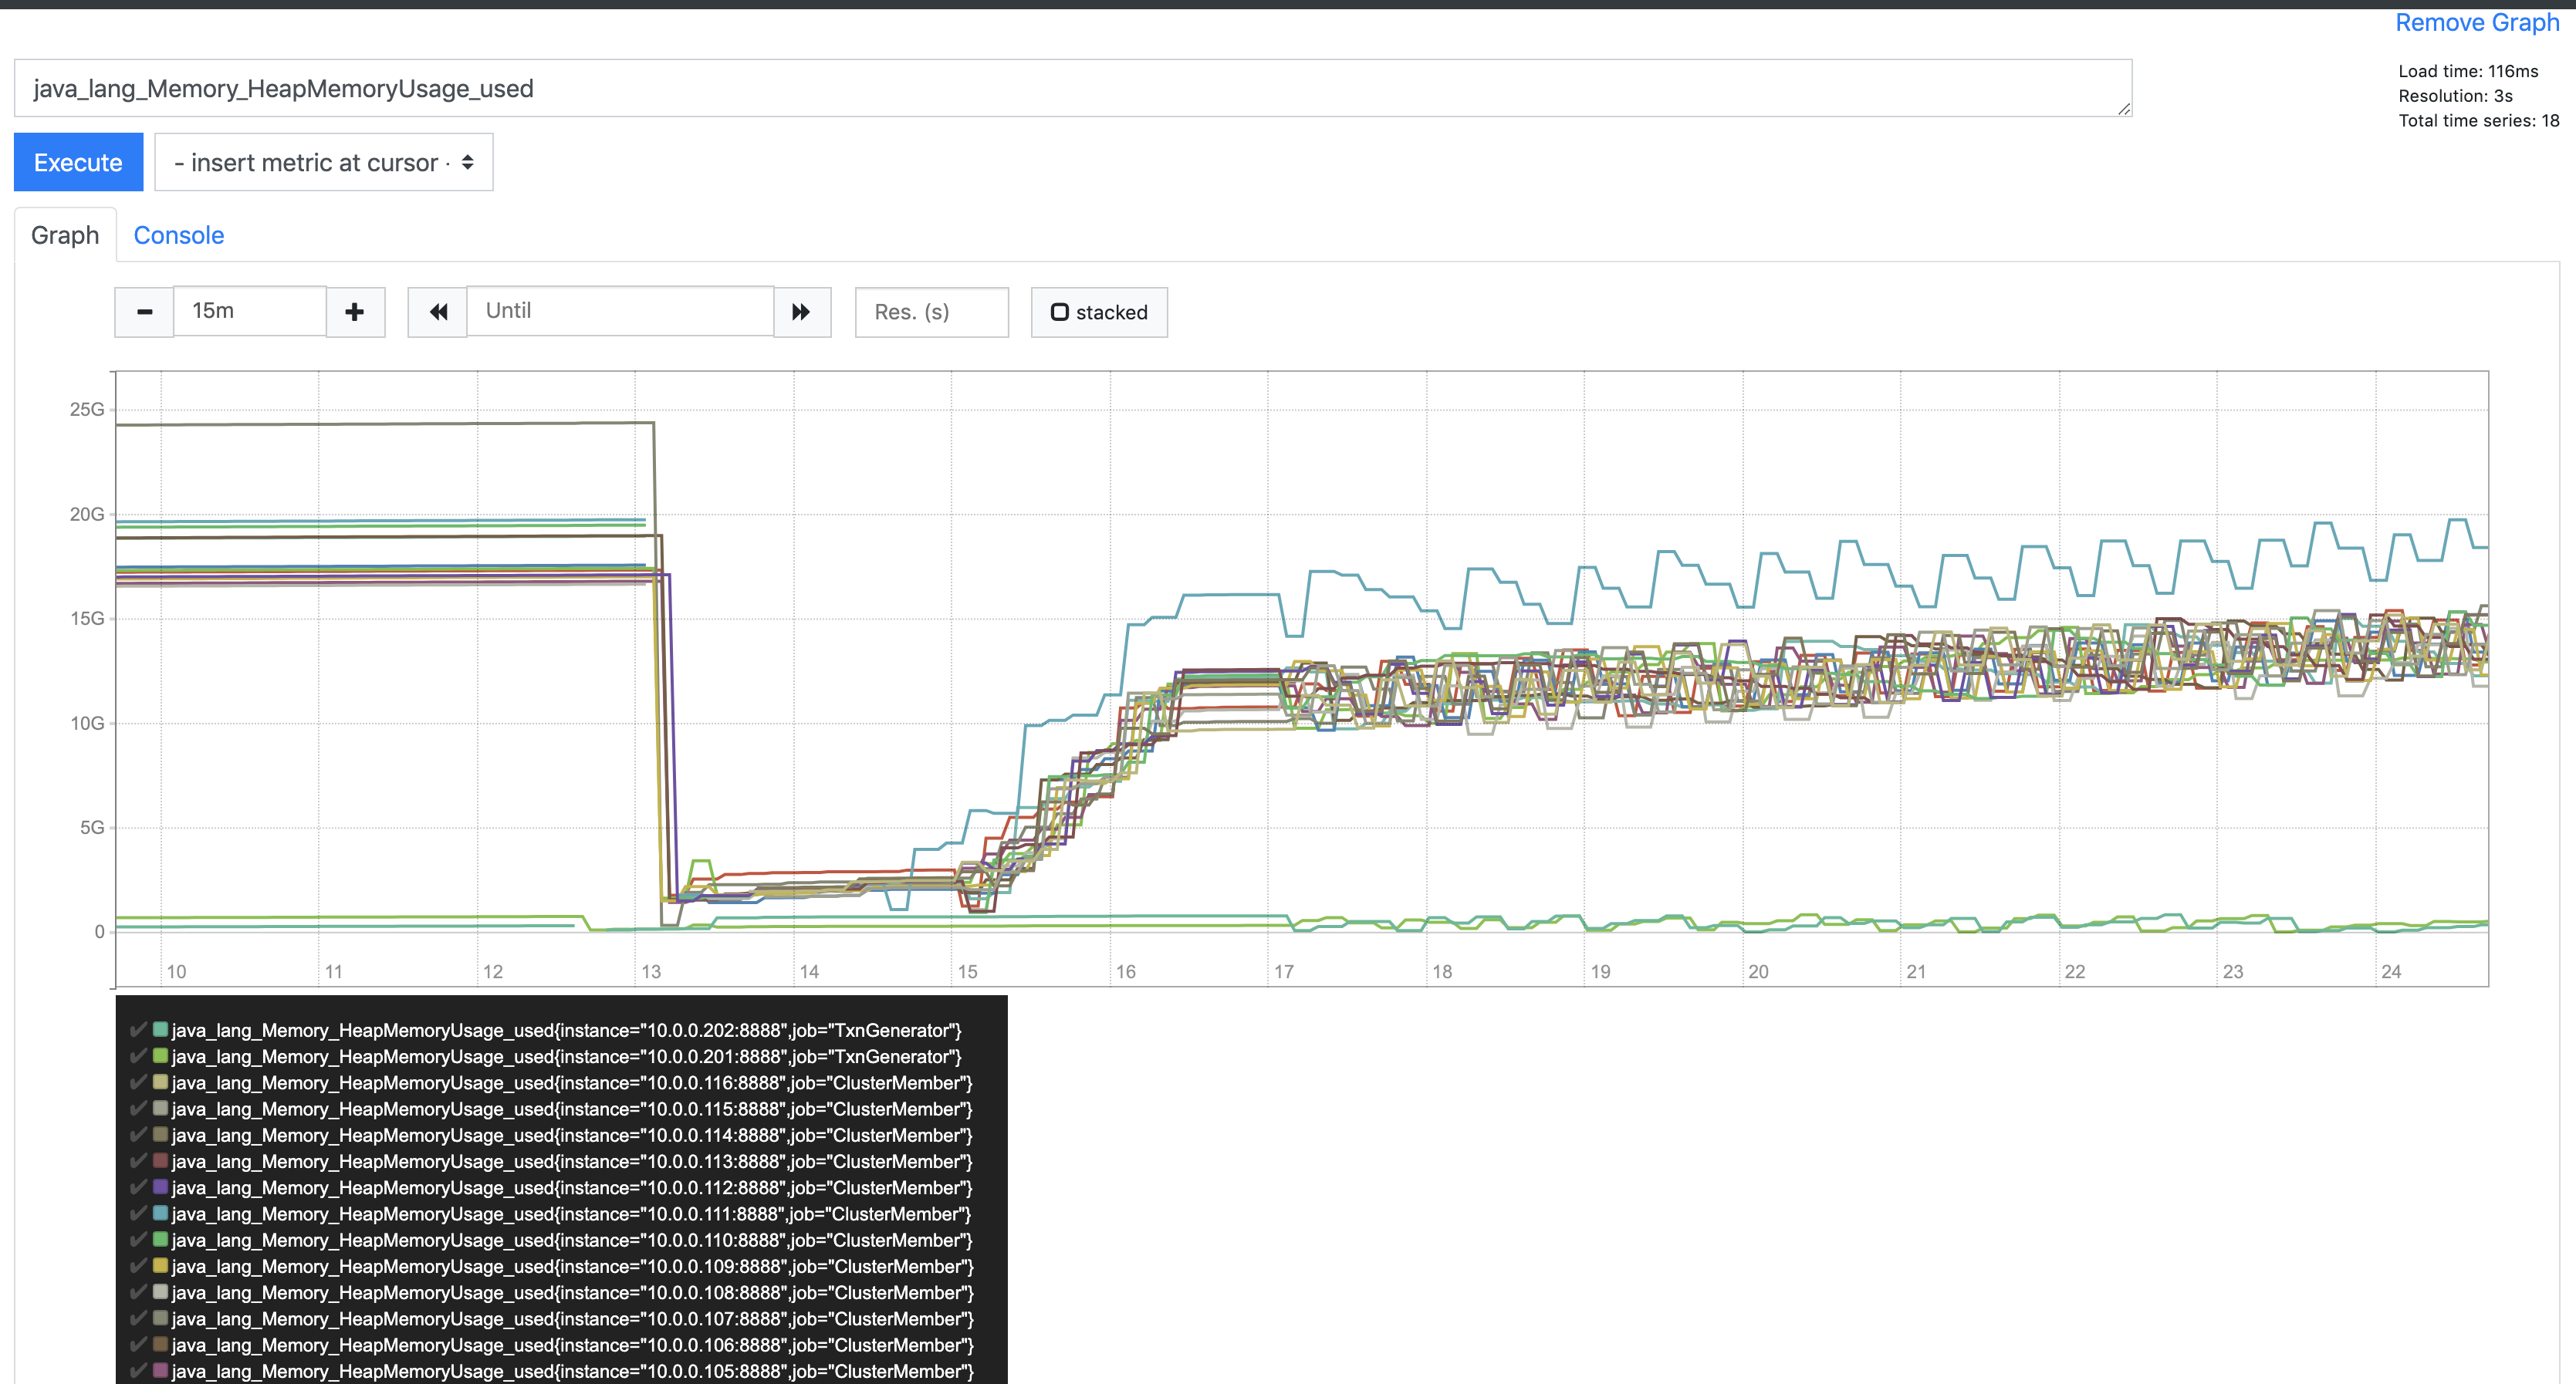 Remove Graph
java_lang_Memory_HeapMemoryUsage_used
Load time: 116ms
Resolution: 3s
Total time series: 18
Execute
- insert metric at cursor -
Graph
Console
15m
Until
Res. (s)
stacked
25G
20G
15G
10G
5G
0
10 11 12 13 14 15 16 17 18 19 20 21 22 23 24
java_lang_Memory_HeapMemoryUsage_used{instance="10.0.0.202:8888",job="TxnGenerator"}
java_lang_Memory_HeapMemoryUsage_used{instance="10.0.0.201:8888",job="TxnGenerator"}
java_lang_Memory_HeapMemoryUsage_used{instance="10.0.0.116:8888",job="ClusterMember"}
java_lang_Memory_HeapMemoryUsage_used{instance="10.0.0.115:8888",job="ClusterMember"}
java_lang_Memory_HeapMemoryUsage_used{instance="10.0.0.114:8888",job="ClusterMember"}
java_lang_Memory_HeapMemoryUsage_used{instance="10.0.0.113:8888",job="ClusterMember"}
java_lang_Memory_HeapMemoryUsage_used{instance="10.0.0.112:8888",job="ClusterMember"}
java_lang_Memory_HeapMemoryUsage_used{instance="10.0.0.111:8888",job="ClusterMember"}
java_lang_Memory_HeapMemoryUsage_used{instance="10.0.0.110:8888",job="ClusterMember"}
java_lang_Memory_HeapMemoryUsage_used{instance="10.0.0.109:8888",job="ClusterMember"}
java_lang_Memory_HeapMemoryUsage_used{instance="10.0.0.108:8888",job="ClusterMember"}
java_lang_Memory_HeapMemoryUsage_used{instance="10.0.0.107:8888",job="ClusterMember"}
java_lang_Memory_HeapMemoryUsage_used{instance="10.0.0.106:8888",job="ClusterMember"}
java_lang_Memory_HeapMemoryUsage_used{instance="10.0.0.105:8888",job="ClusterMember"}